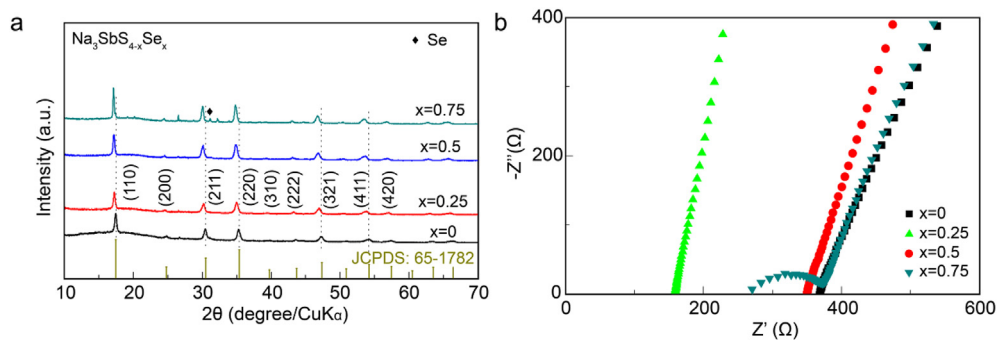 a
Na₃SbS₄₋ₓSeₓ
♦ Se
x=0.75
x=0.5
x=0.25
x=0
(110)
(200)
(211)
(220)
(310)
(222)
(321)
(411)
(420)
JCPDS: 65-1782
Intensity (a.u.)
10 20 30 40 50 60 70
2θ (degree/CuKα)
b
400
200
0
-Z''(Ω)
x=0
x=0.25
x=0.5
x=0.75
0 200 400 600
Z' (Ω)